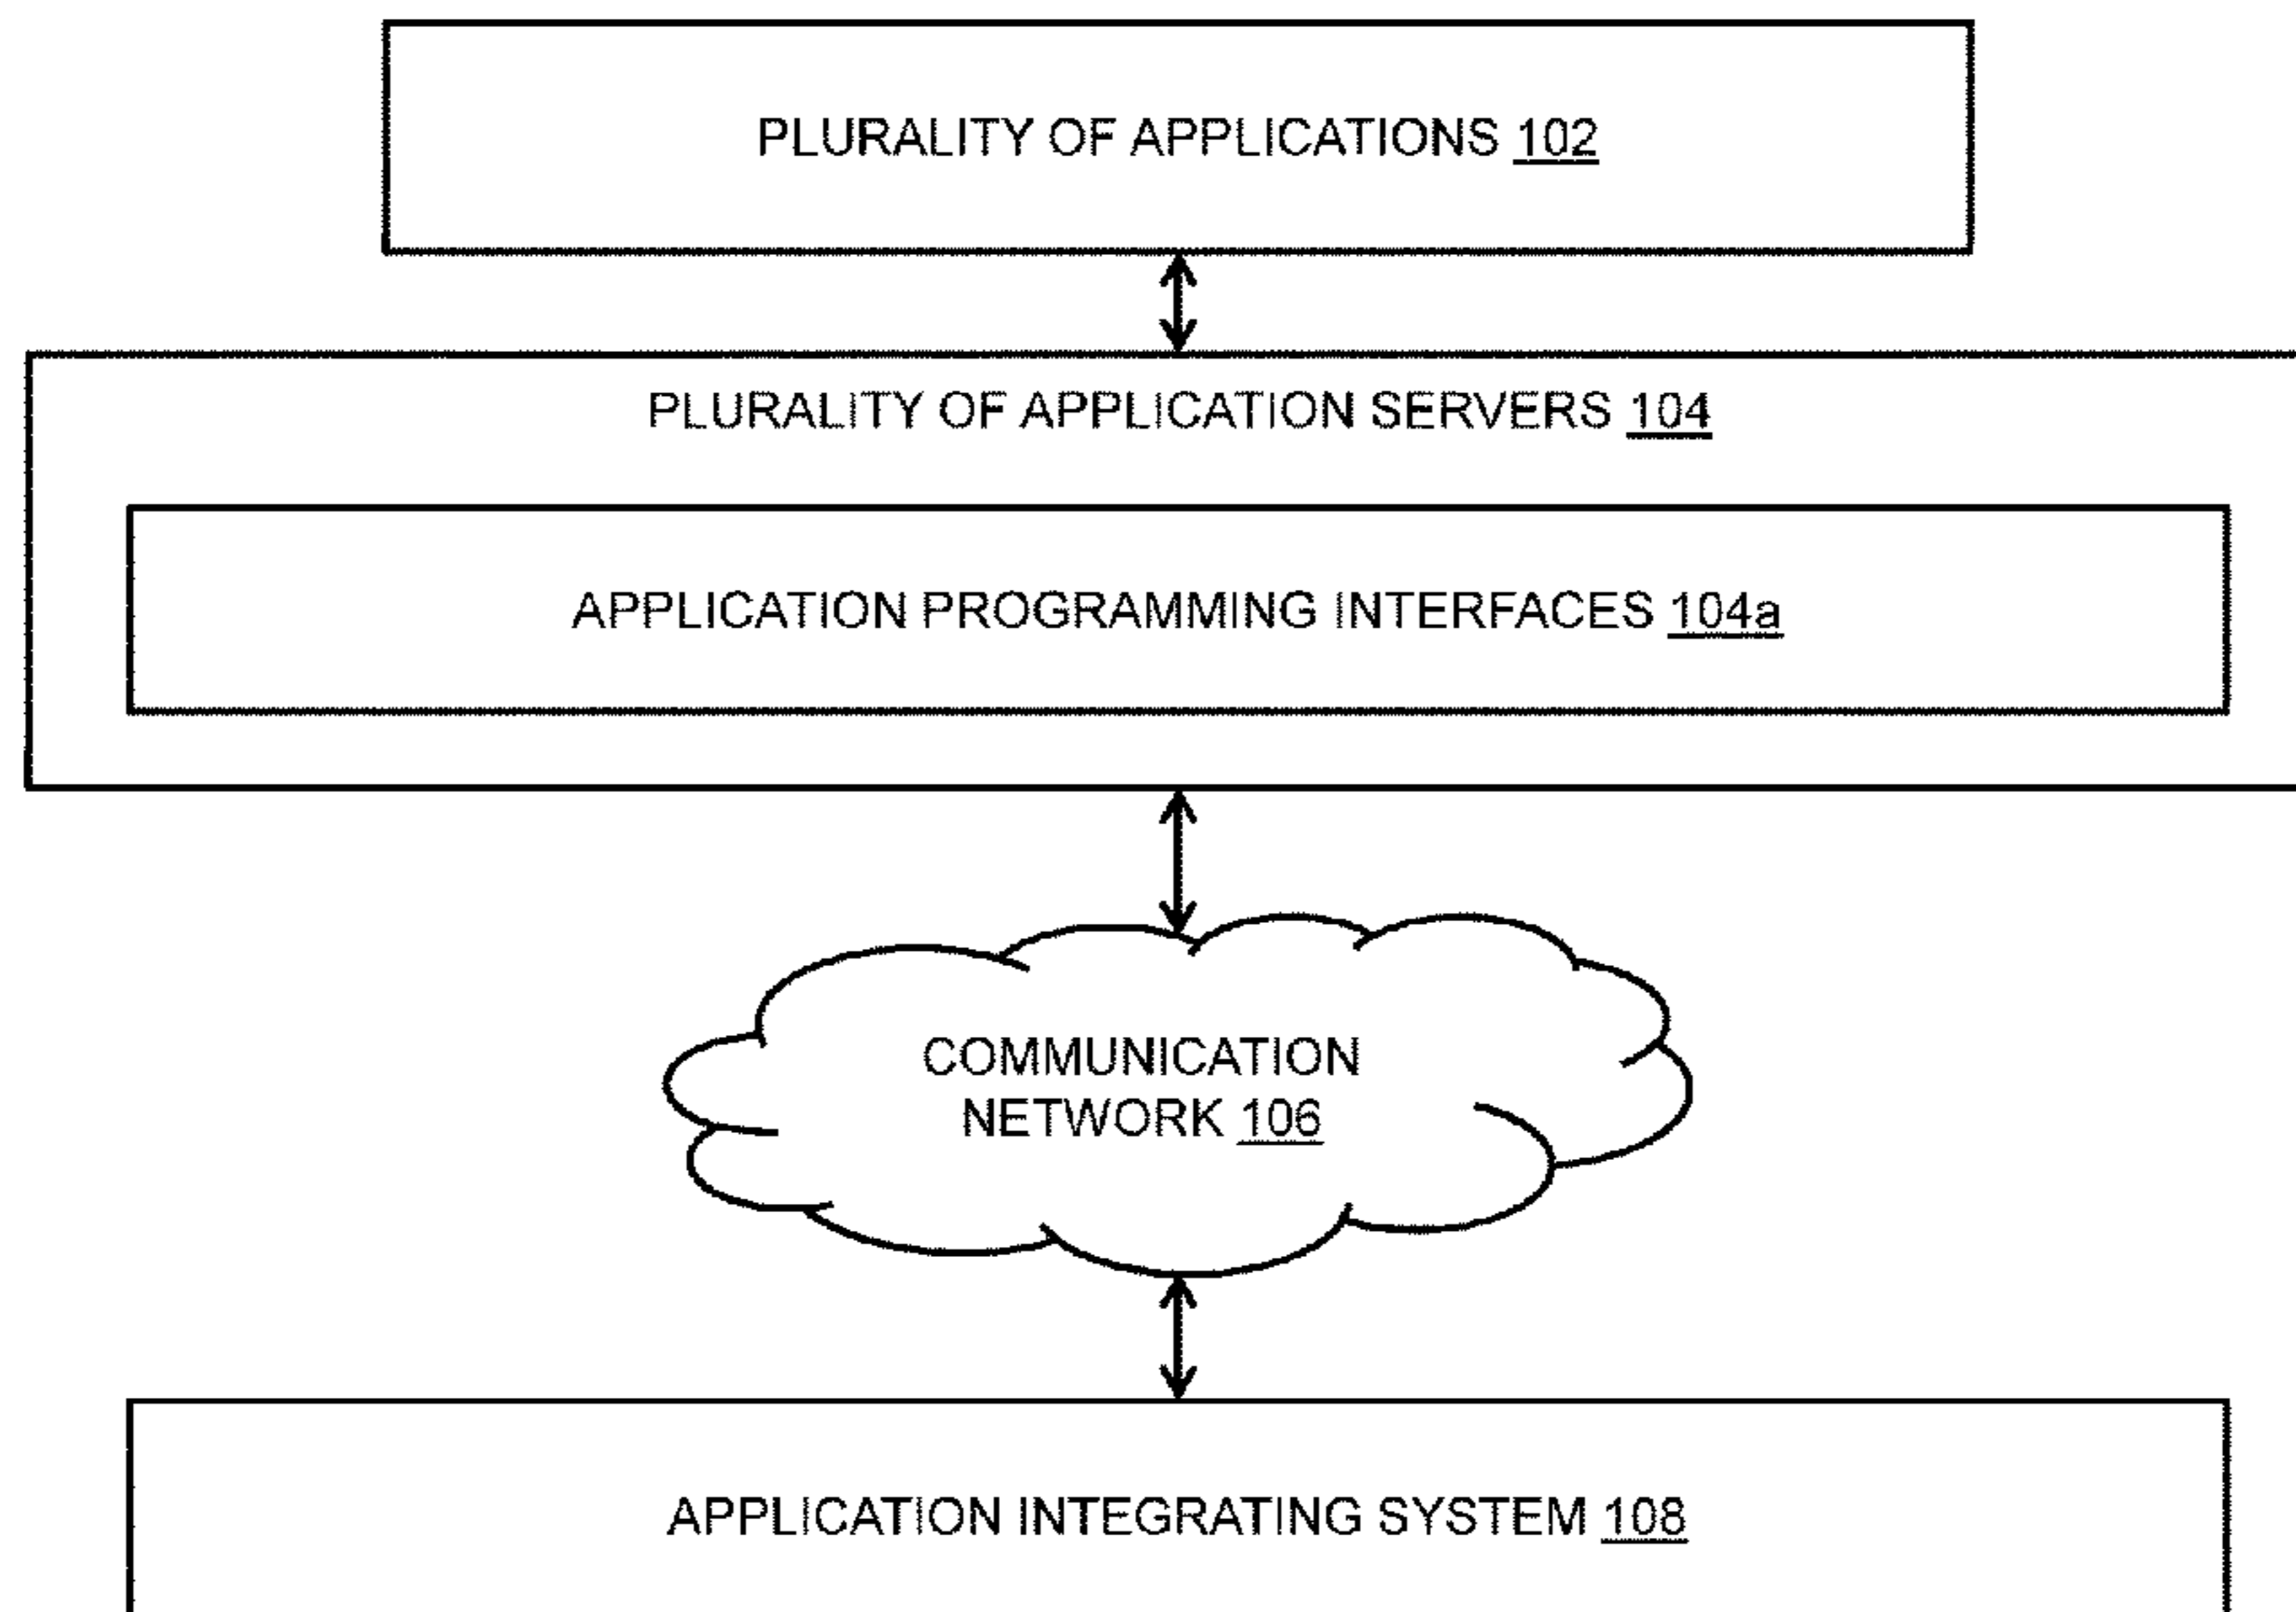 PLURALITY OF APPLICATIONS 102
PLURALITY OF APPLICATION SERVERS 104
APPLICATION PROGRAMMING INTERFACES 104a
COMMUNICATION
NETWORK 106
APPLICATION INTEGRATING SYSTEM 108